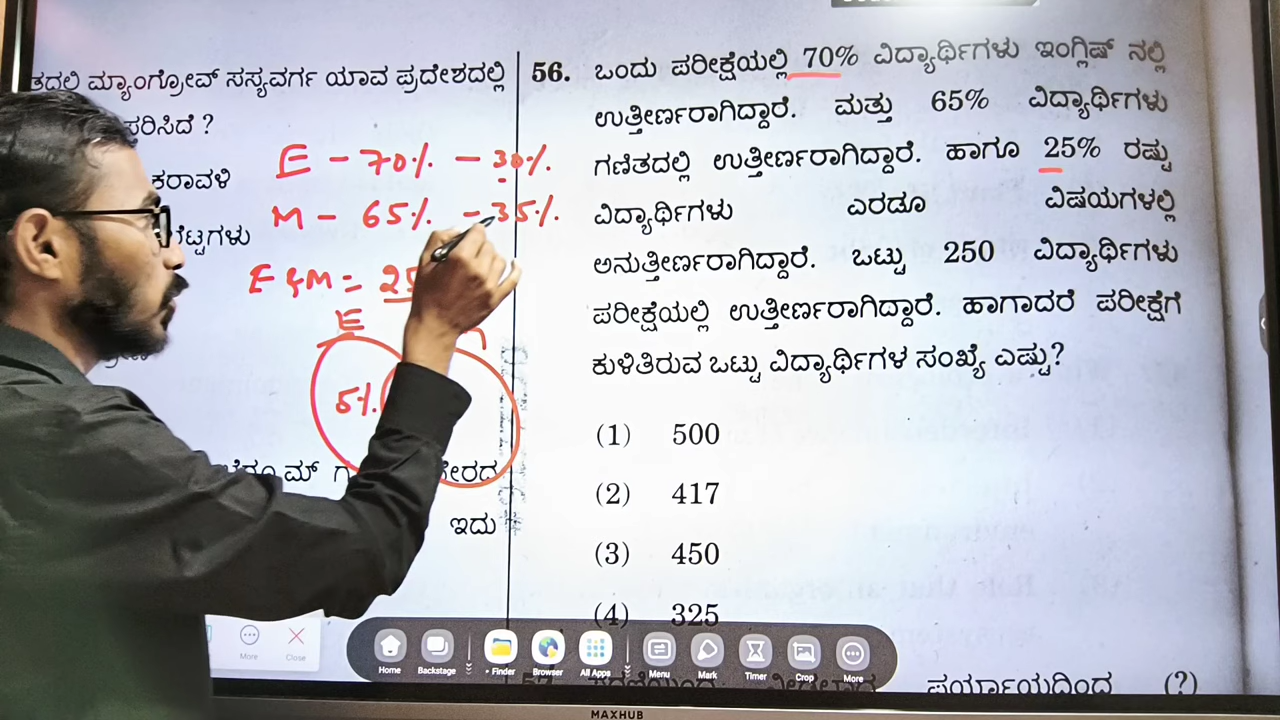 ಮ್ಯಾಂಗ್ರೋವ್ ಸಸ್ಯವರ್ಗ ಯಾವ ಪ್ರದೇಶದಲ್ಲಿ
ಕರಾವಳಿ
E - 70% - 30%
M - 65% - 35%
E & M = 25
E
5%
ಇದು
56. ಒಂದು ಪರೀಕ್ಷೆಯಲ್ಲಿ 70% ವಿದ್ಯಾರ್ಥಿಗಳು ಇಂಗ್ಲಿಷ್ ನಲ್ಲಿ
ಉತ್ತೀರ್ಣರಾಗಿದ್ದಾರೆ. ಮತ್ತು 65% ವಿದ್ಯಾರ್ಥಿಗಳು
ಗಣಿತದಲ್ಲಿ ಉತ್ತೀರ್ಣರಾಗಿದ್ದಾರೆ. ಹಾಗೂ 25% ರಷ್ಟು
ವಿದ್ಯಾರ್ಥಿಗಳು ಎರಡೂ ವಿಷಯಗಳಲ್ಲಿ
ಅನುತ್ತೀರ್ಣರಾಗಿದ್ದಾರೆ. ಒಟ್ಟು 250 ವಿದ್ಯಾರ್ಥಿಗಳು
ಪರೀಕ್ಷೆಯಲ್ಲಿ ಉತ್ತೀರ್ಣರಾಗಿದ್ದಾರೆ. ಹಾಗಾದರೆ ಪರೀಕ್ಷೆಗೆ
ಕುಳಿತಿರುವ ಒಟ್ಟು ವಿದ್ಯಾರ್ಥಿಗಳ ಸಂಖ್ಯೆ ಎಷ್ಟು?
(1) 500
(2) 417
(3) 450
(4) 325
More Close
Home Backstage Finder Browser All Apps Menu Mark Timer Crop More
ಪರ್ಯಾಯದಿಂದ (?)
MAXHUB